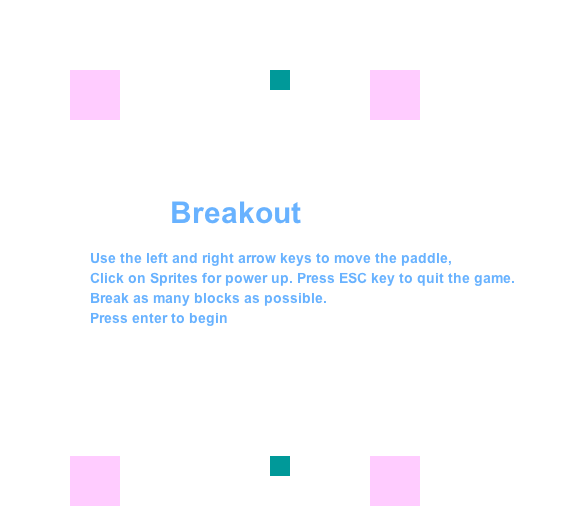 Breakout
Use the left and right arrow keys to move the paddle,
Click on Sprites for power up. Press ESC key to quit the game.
Break as many blocks as possible.
Press enter to begin